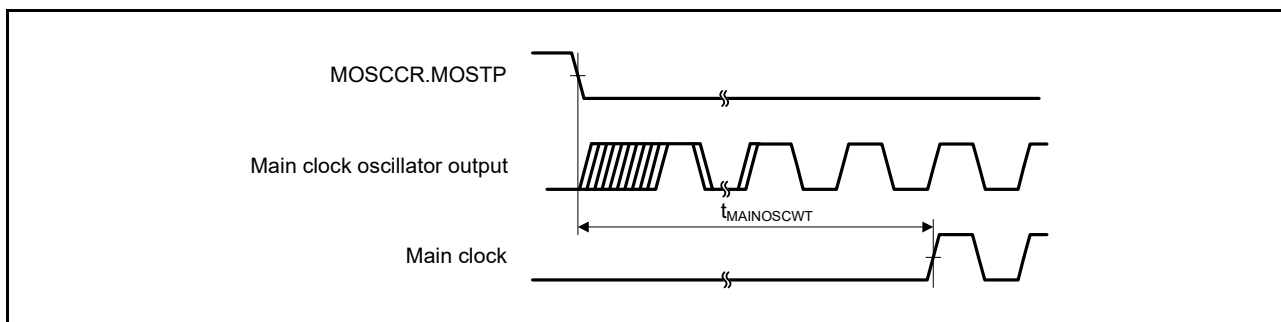 MOSCCR.MOSTP
Main clock oscillator output
tMAINOSCWT
Main clock